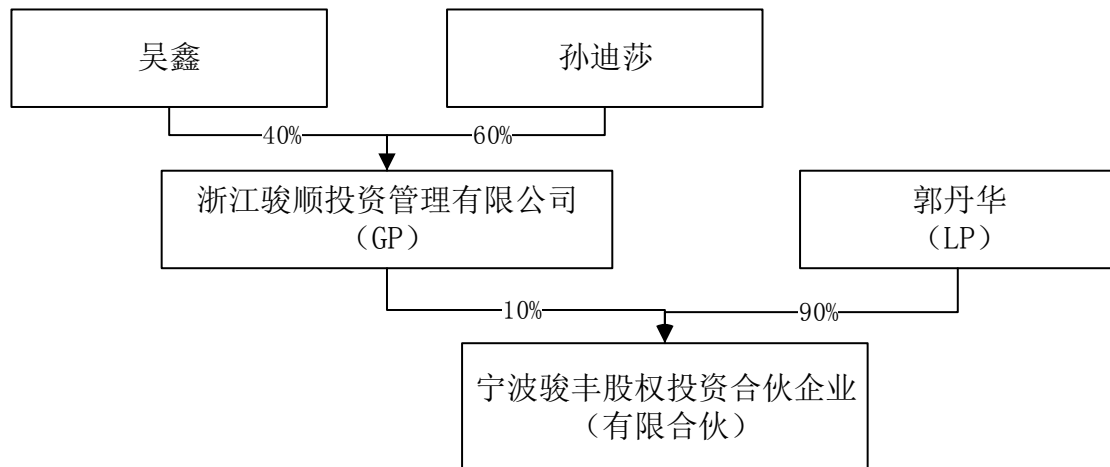 吴鑫
孙迪莎
40%
60%
浙江骏顺投资管理有限公司
（GP）
郭丹华
（LP）
10%
90%
宁波骏丰股权投资合伙企业
（有限合伙）